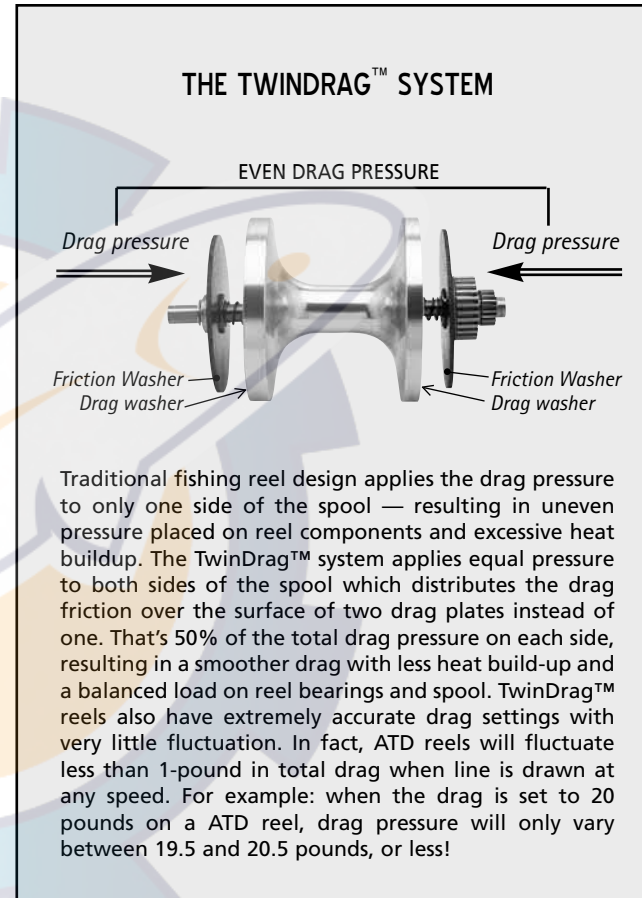 THE TWINDRAG™ SYSTEM
EVEN DRAG PRESSURE
Drag pressure
Drag pressure
Friction Washer
Drag washer
Friction Washer
Drag washer
Traditional fishing reel design applies the drag pressure
to only one side of the spool — resulting in uneven
pressure placed on reel components and excessive heat
buildup. The TwinDrag™ system applies equal pressure
to both sides of the spool which distributes the drag
friction over the surface of two drag plates instead of
one. That’s 50% of the total drag pressure on each side,
resulting in a smoother drag with less heat build-up and
a balanced load on reel bearings and spool. TwinDrag™
reels also have extremely accurate drag settings with
very little fluctuation. In fact, ATD reels will fluctuate
less than 1-pound in total drag when line is drawn at
any speed. For example: when the drag is set to 20
pounds on a ATD reel, drag pressure will only vary
between 19.5 and 20.5 pounds, or less!